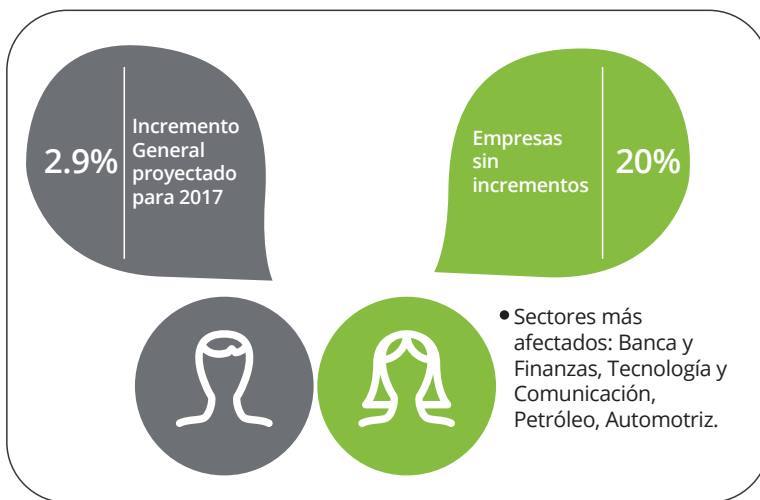 2.9%
Incremento
General
proyectado
para 2017
Empresas
sin
incrementos
20%
• Sectores más
afectados: Banca y
Finanzas, Tecnología y
Comunicación,
Petróleo, Automotriz.